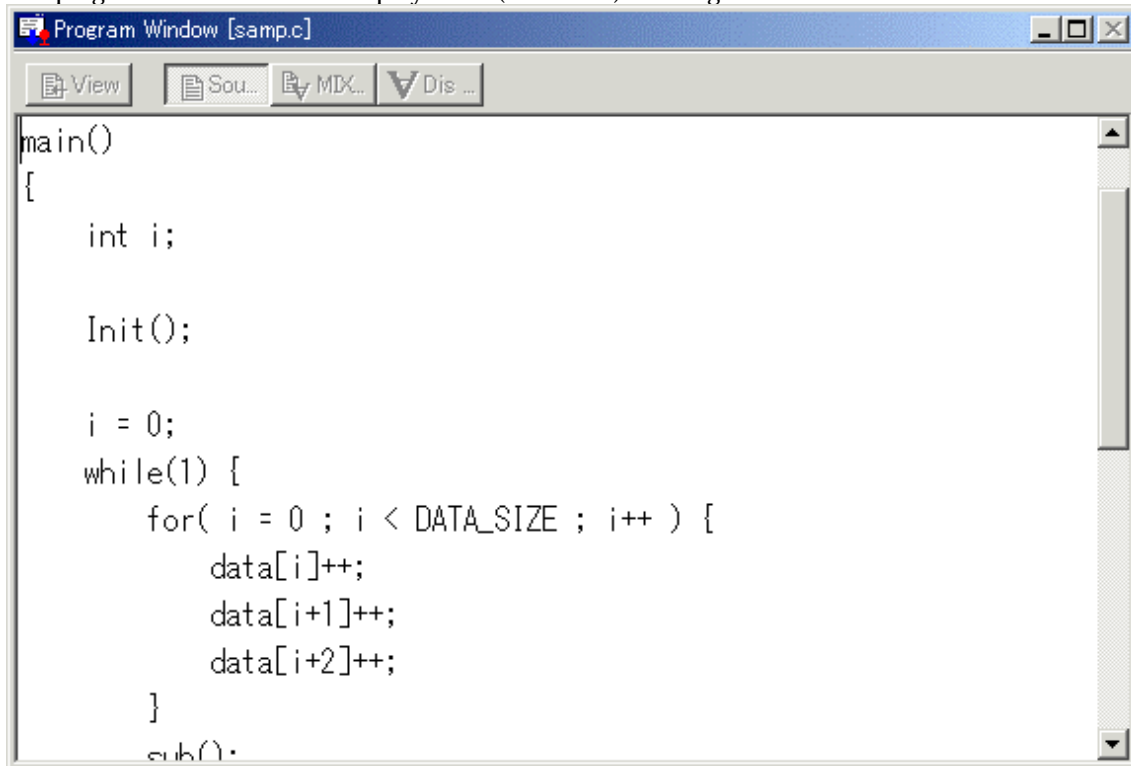 Program Window [samp.c]
View Sou... MIX... Dis ...
main()
{
    int i;
    Init();
    i = 0;
    while(1) {
        for( i = 0 ; i < DATA_SIZE ; i++ ) {
            data[i]++;
            data[i+1]++;
            data[i+2]++;
        }
        sub();